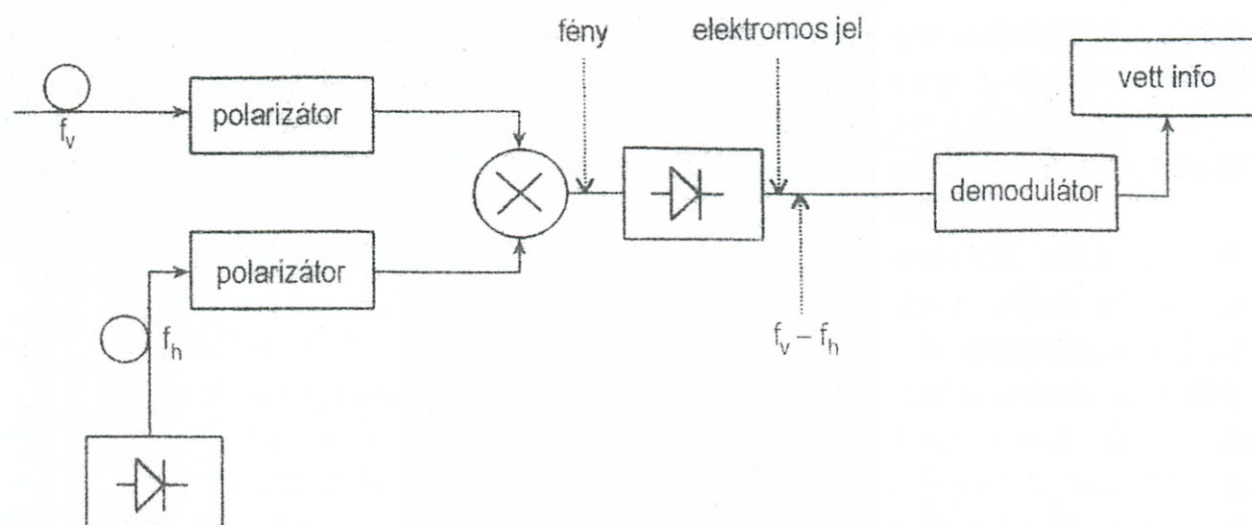 fény
elektromos jel
vett info
f_v
polarizátor
demodulátor
polarizátor
f_h
f_v – f_h